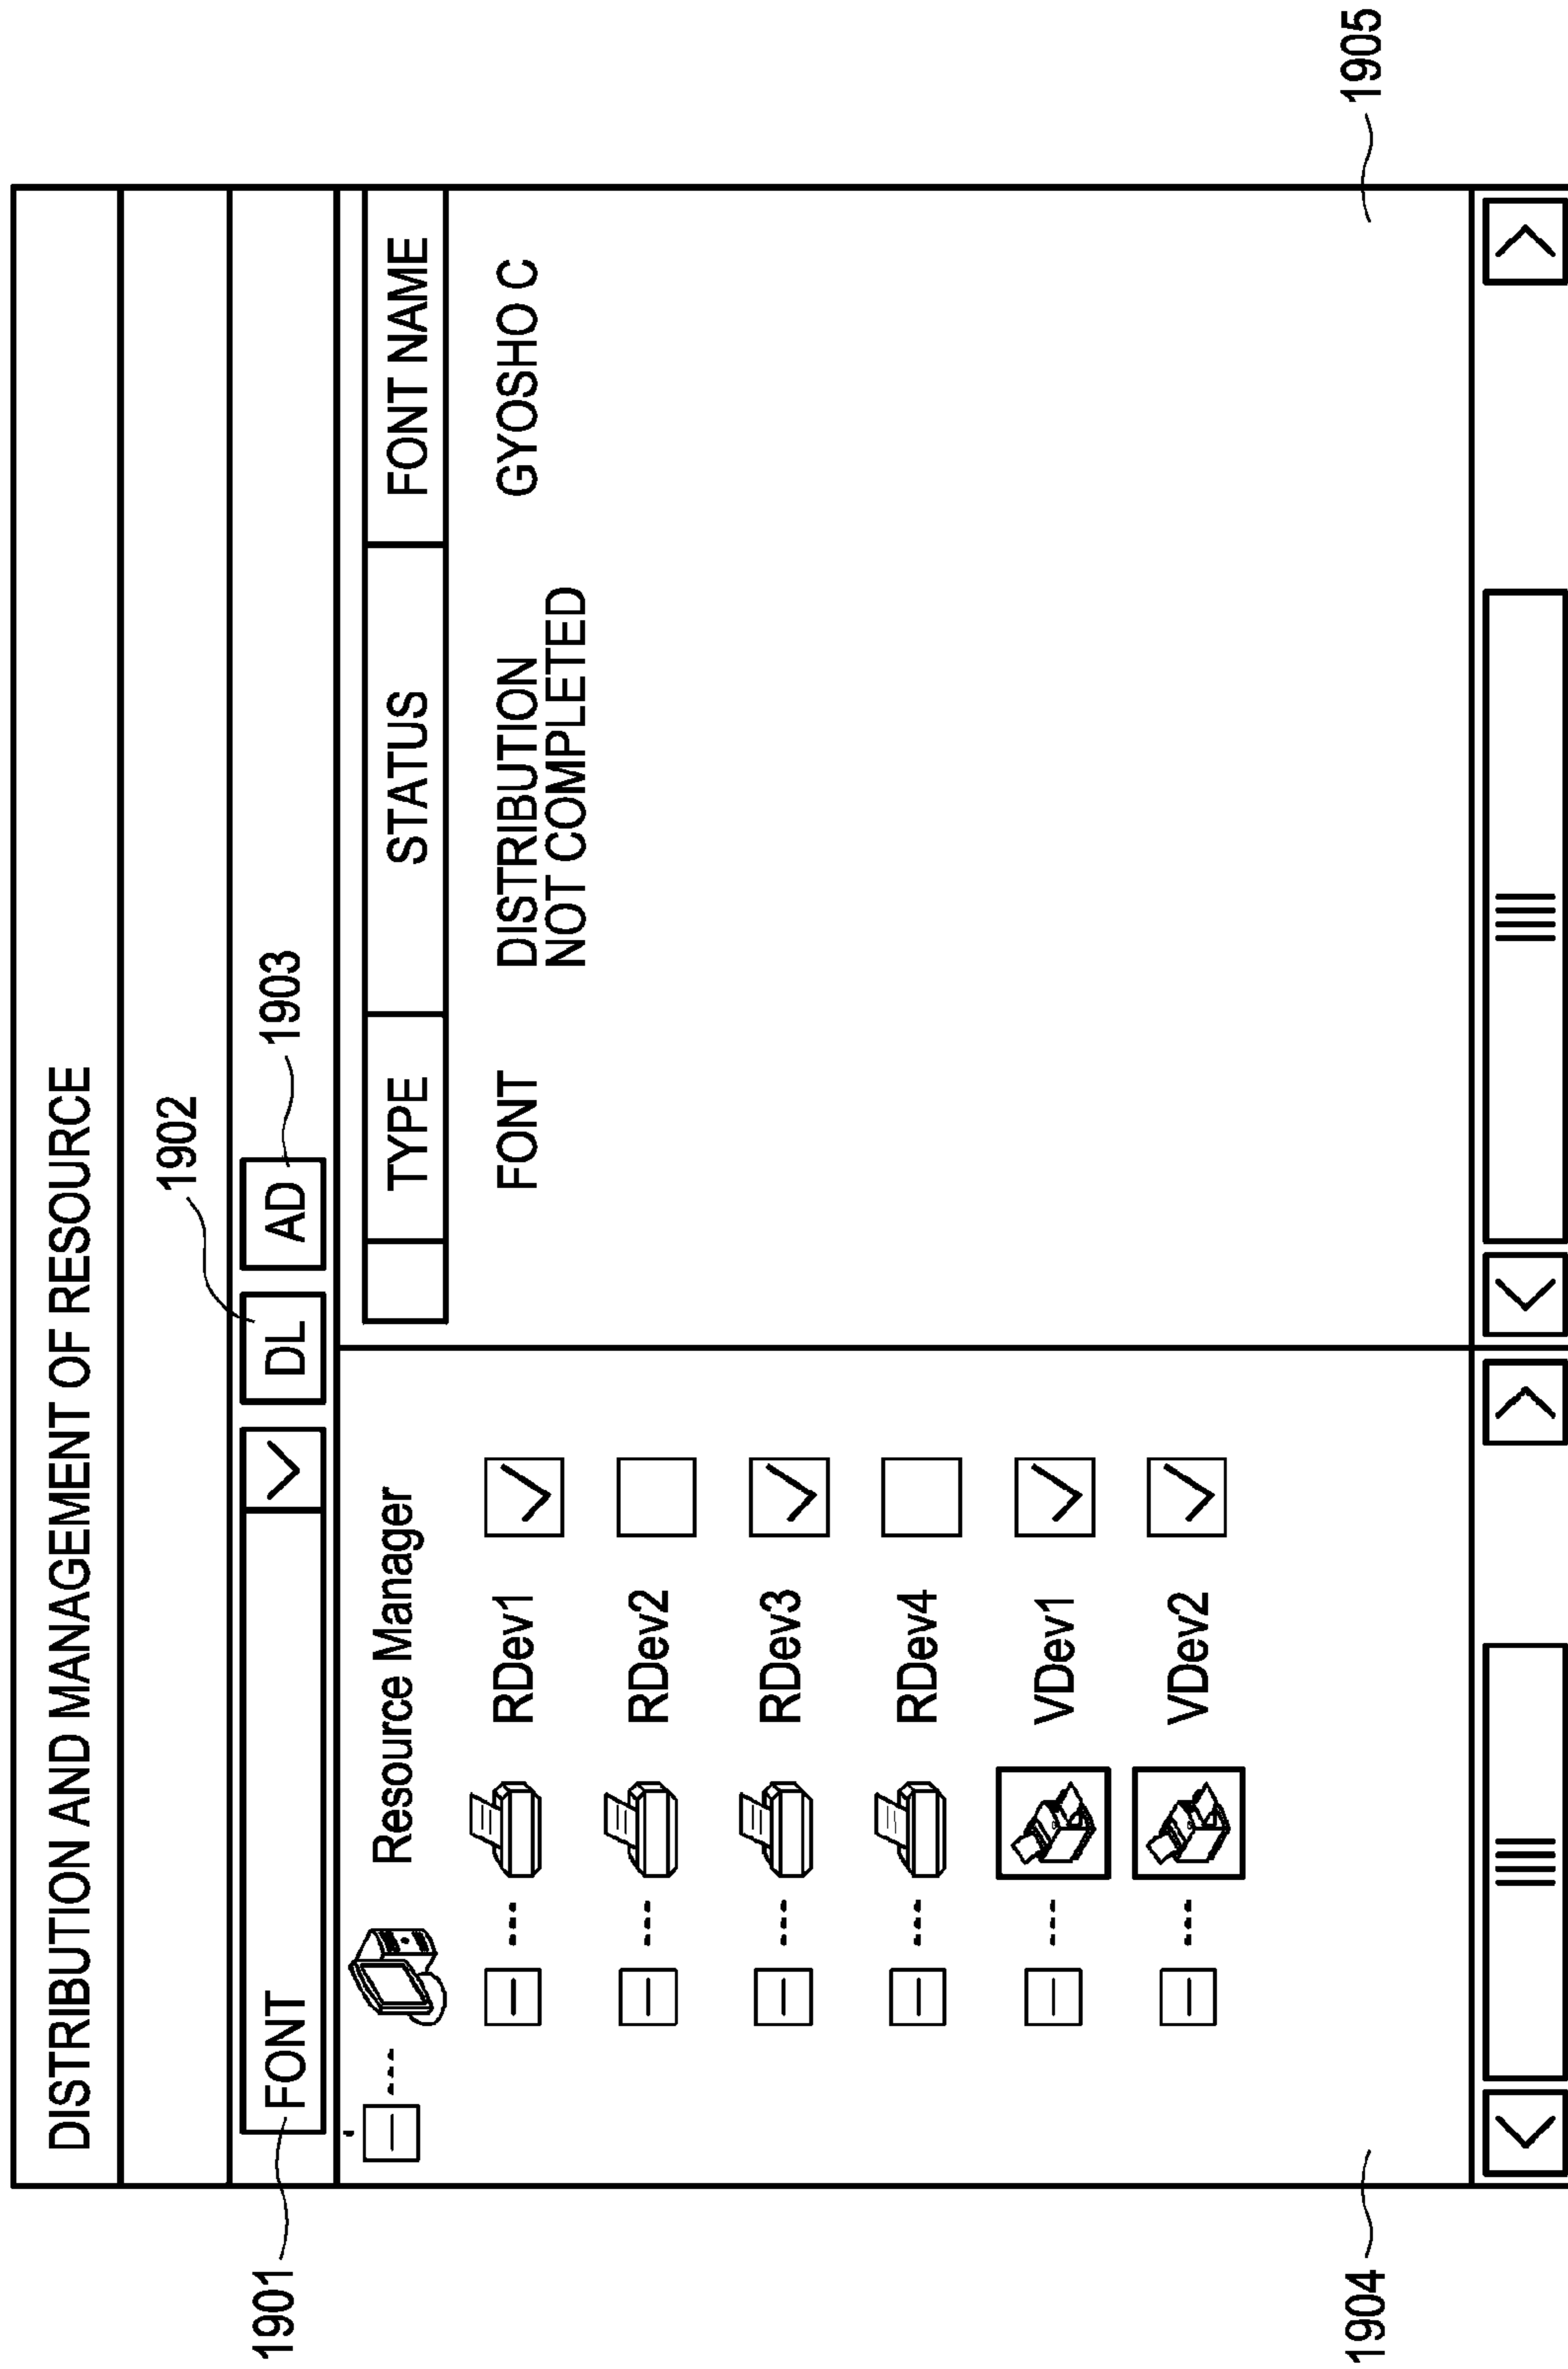 DISTRIBUTION AND MANAGEMENT OF RESOURCE
1902
1903
1901
FONT
DL
AD
Resource Manager
RDev1
RDev2
RDev3
RDev4
VDev1
VDev2
TYPE
STATUS
FONT NAME
FONT
DISTRIBUTION
NOT COMPLETED
GYOSHO C
1904
1905